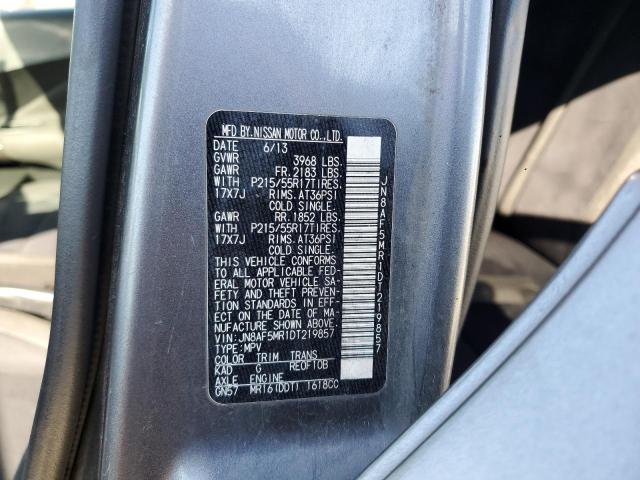 MFD BY.NISSAN MOTOR CO.,LTD.
DATE 6/13
GVWR 3968 LBS.
GAWR FR.2183 LBS.
WITH P215/55R17TIRES.
17X7J RIMS.AT36PSI
COLD SINGLE.
GAWR RR.1852 LBS.
WITH P215/55R17TIRES.
17X7J RIMS.AT36PSI
COLD SINGLE.
THIS VEHICLE CONFORMS
TO ALL APPLICABLE FED-
ERAL MOTOR VEHICLE SA-
FETY AND THEFT PREVEN-
TION STANDARDS IN EFF-
ECT ON THE DATE OF MA-
NUFACTURE SHOWN ABOVE.
VIN:JN8AF5MR1DT219857
TYPE:MPV
COLOR TRIM TRANS
KAD G RE0F10B
AXLE ENGINE
GN57 MR16(DDT) 1618CC
JN8AF5MR1DT219857